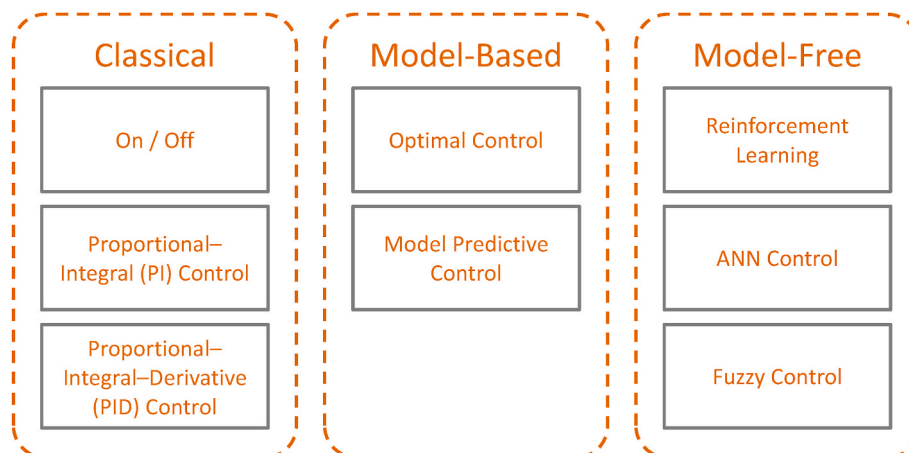 Classical
On / Off
Proportional–
Integral (PI) Control
Proportional–
Integral–Derivative
(PID) Control
Model-Based
Optimal Control
Model Predictive
Control
Model-Free
Reinforcement
Learning
ANN Control
Fuzzy Control